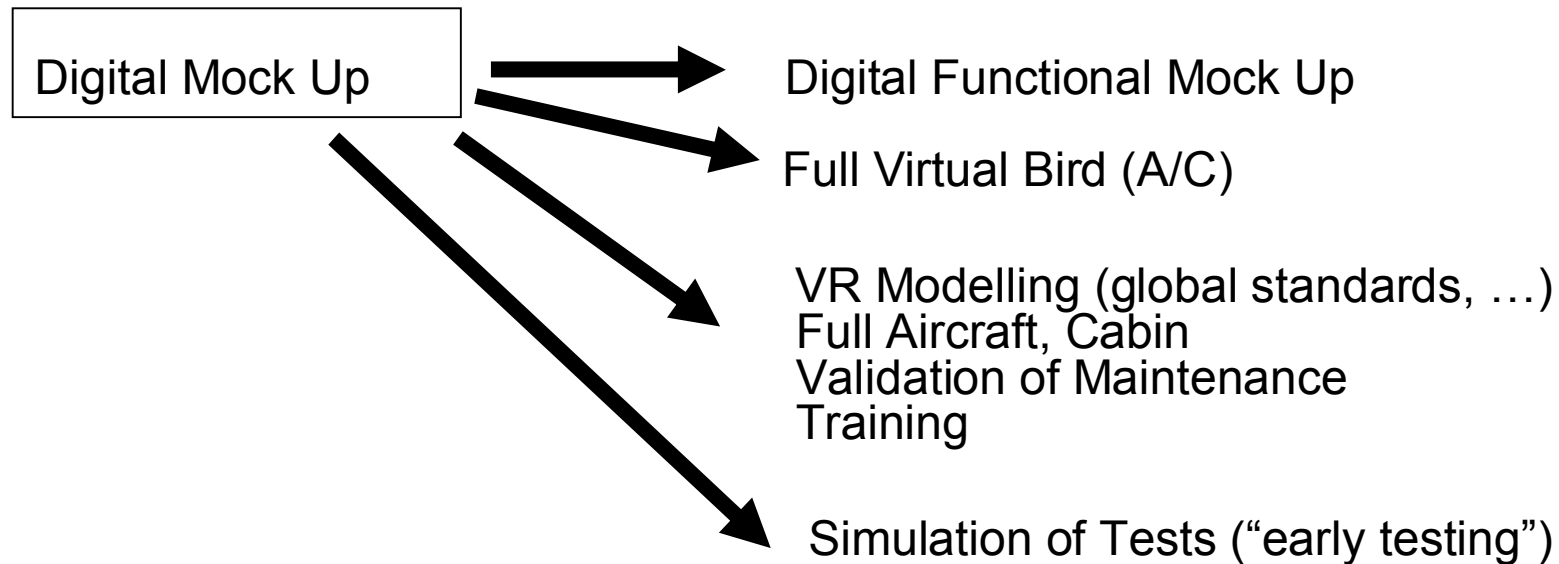 Digital Mock Up
Digital Functional Mock Up
Full Virtual Bird (A/C)
VR Modelling (global standards, …)
Full Aircraft, Cabin
Validation of Maintenance
Training
Simulation of Tests (“early testing”)